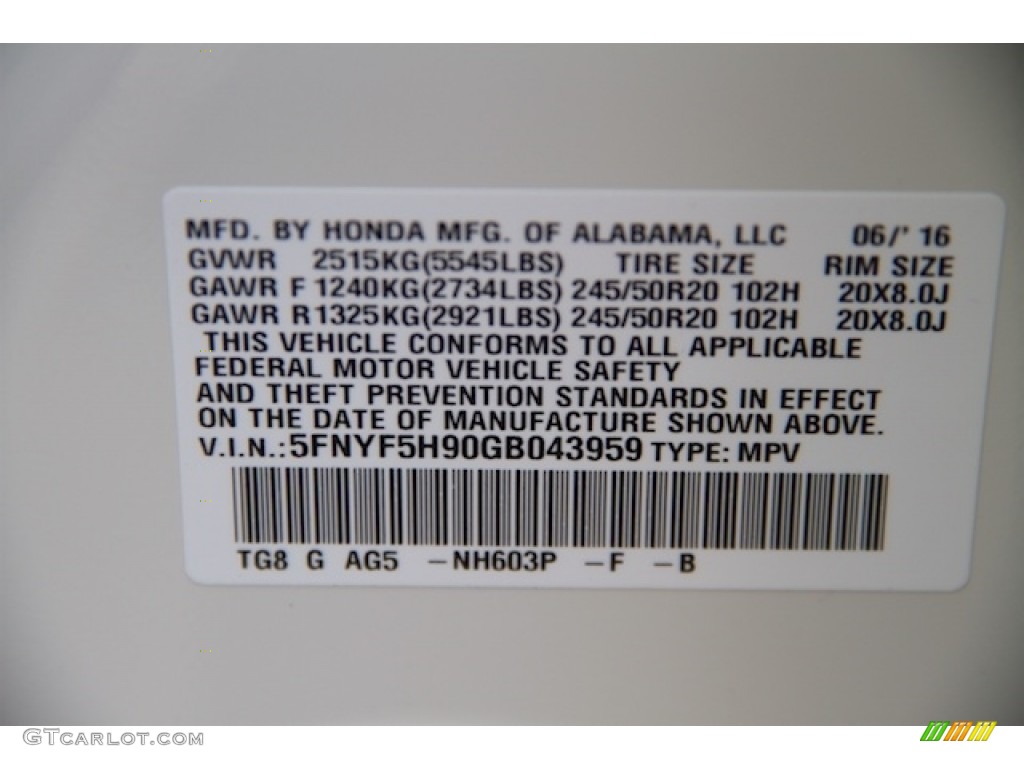 MFD. BY HONDA MFG. OF ALABAMA, LLC 06/' 16
GVWR 2515KG(5545LBS) TIRE SIZE RIM SIZE
GAWR F 1240KG(2734LBS) 245/50R20 102H 20X8.0J
GAWR R1325KG(2921LBS) 245/50R20 102H 20X8.0J
THIS VEHICLE CONFORMS TO ALL APPLICABLE
FEDERAL MOTOR VEHICLE SAFETY
AND THEFT PREVENTION STANDARDS IN EFFECT
ON THE DATE OF MANUFACTURE SHOWN ABOVE.
V.I.N.:5FNYF5H90GB043959 TYPE: MPV
TG8 G AG5 –NH603P –F –B
GTCARLOT.COM